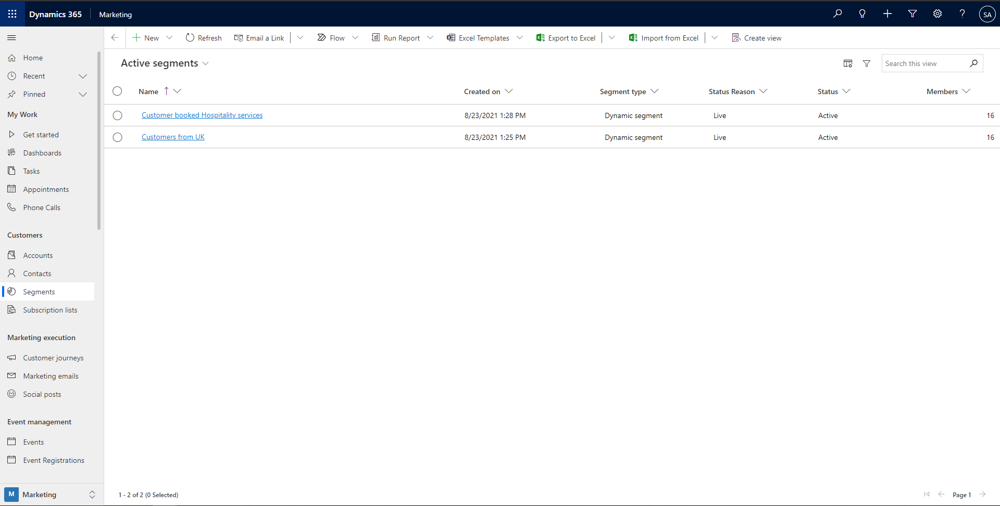 Dynamics 365 Marketing SA
New Refresh Email a Link Flow Run Report Excel Templates Export to Excel Import from Excel Create view
Home
Recent
Pinned
My Work
Get started
Dashboards
Tasks
Appointments
Phone Calls
Customers
Accounts
Contacts
Segments
Subscription lists
Marketing execution
Customer journeys
Marketing emails
Social posts
Event management
Events
Event Registrations
M Marketing
Active segments
Search this view
Name Created on Segment type Status Reason Status Members
Customer booked Hospitality services 8/23/2021 1:28 PM Dynamic segment Live Active 16
Customers from UK 8/23/2021 1:25 PM Dynamic segment Live Active 16
1 - 2 of 2 (0 Selected) Page 1